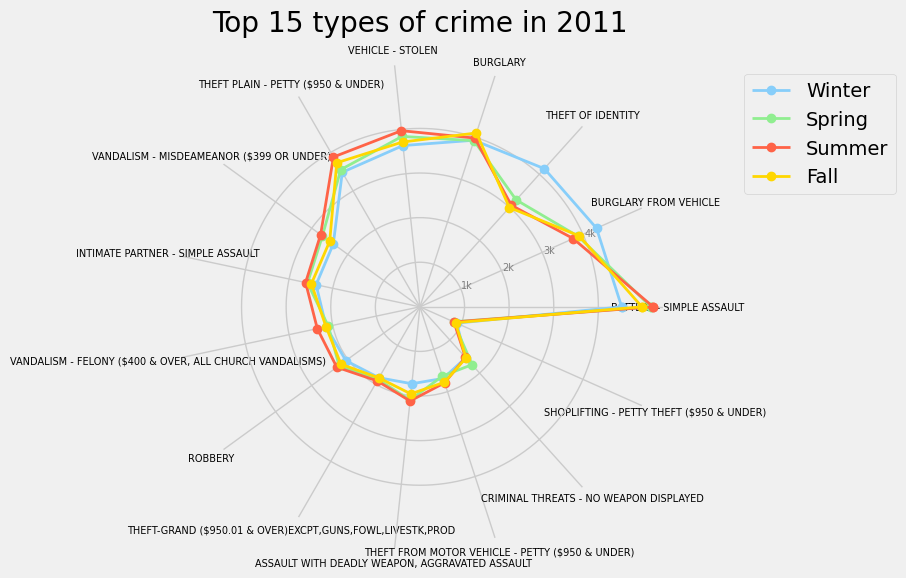 Top 15 types of crime in 2011
VEHICLE - STOLEN
BURGLARY
THEFT PLAIN - PETTY ($950 & UNDER)
Winter
Spring
Summer
Fall
THEFT OF IDENTITY
VANDALISM - MISDEAMEANOR ($399 OR UNDER)
BURGLARY FROM VEHICLE
4k
3k
2k
1k
INTIMATE PARTNER - SIMPLE ASSAULT
SIMPLE ASSAULT
VANDALISM - FELONY ($400 & OVER, ALL CHURCH VANDALISMS)
SHOPLIFTING - PETTY THEFT ($950 & UNDER)
ROBBERY
CRIMINAL THREATS - NO WEAPON DISPLAYED
THEFT-GRAND ($950.01 & OVER)EXCPT,GUNS,FOWL,LIVESTK,PROD
THEFT FROM MOTOR VEHICLE - PETTY ($950 & UNDER)
ASSAULT WITH DEADLY WEAPON, AGGRAVATED ASSAULT